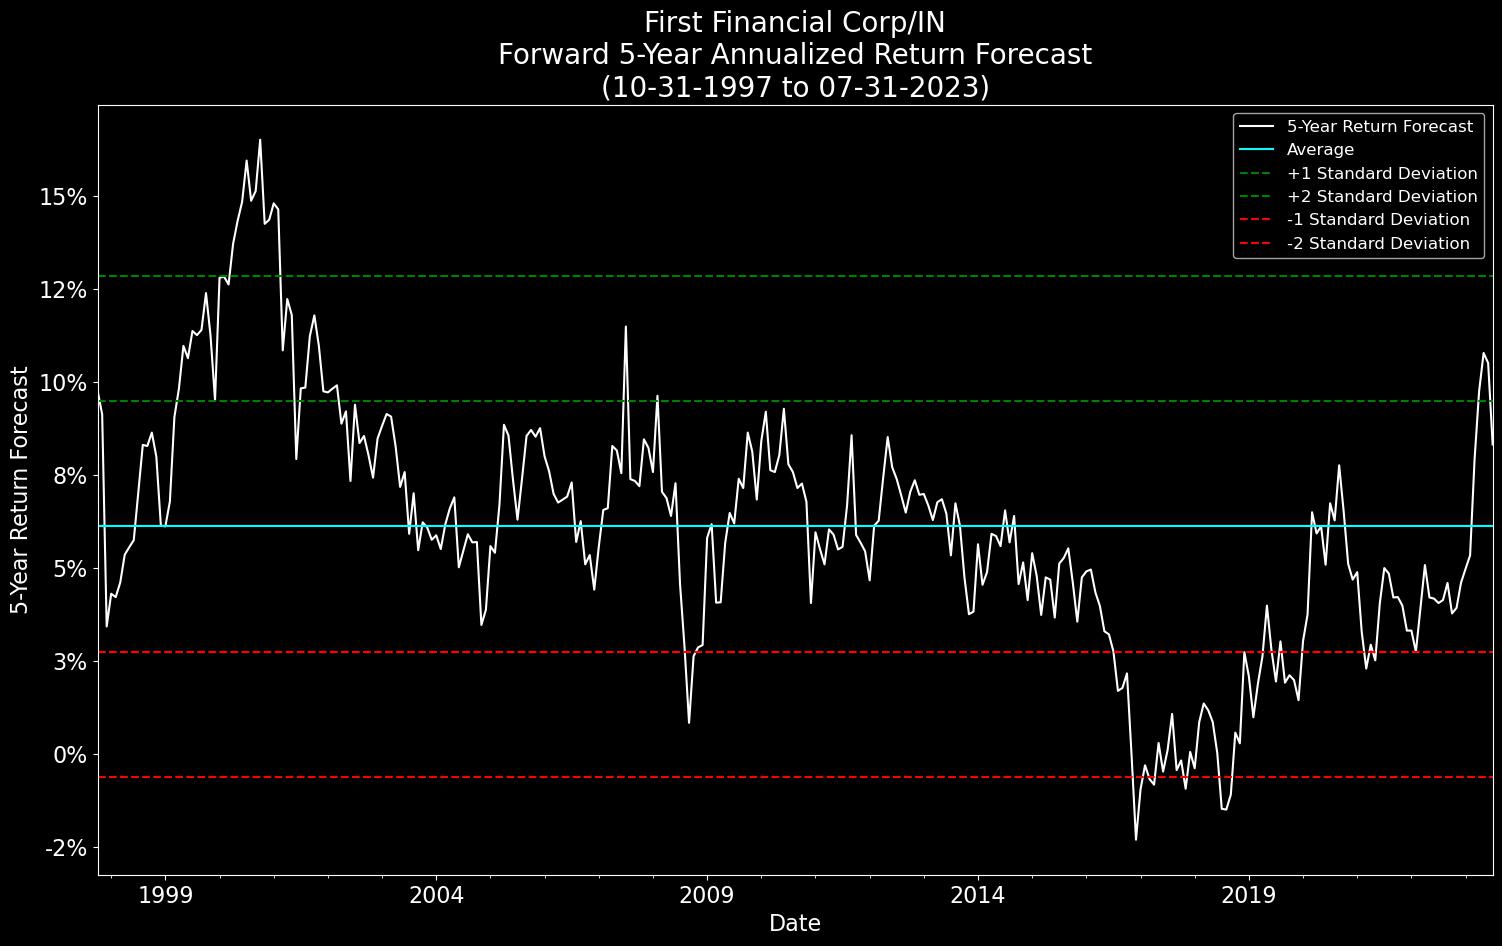 First Financial Corp/IN
Forward 5-Year Annualized Return Forecast
(10-31-1997 to 07-31-2023)
5-Year Return Forecast
Average
+1 Standard Deviation
+2 Standard Deviation
-1 Standard Deviation
-2 Standard Deviation
15%
12%
10%
8%
5%
3%
0%
-2%
5-Year Return Forecast
1999 2004 2009 2014 2019
Date